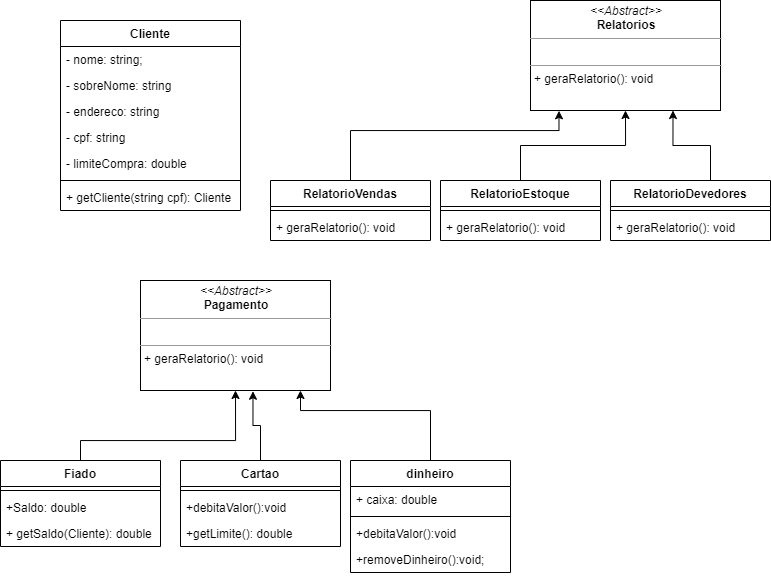 Cliente
- nome: string;
- sobreNome: string
- endereco: string
- cpf: string
- limiteCompra: double
+ getCliente(string cpf): Cliente
<<Abstract>>
Relatorios
+ geraRelatorio(): void
RelatorioVendas
+ geraRelatorio(): void
RelatorioEstoque
+ geraRelatorio(): void
RelatorioDevedores
+ geraRelatorio(): void
<<Abstract>>
Pagamento
+ geraRelatorio(): void
Fiado
+Saldo: double
+ getSaldo(Cliente): double
Cartao
+debitaValor():void
+getLimite(): double
dinheiro
+ caixa: double
+debitaValor():void
+removeDinheiro():void;